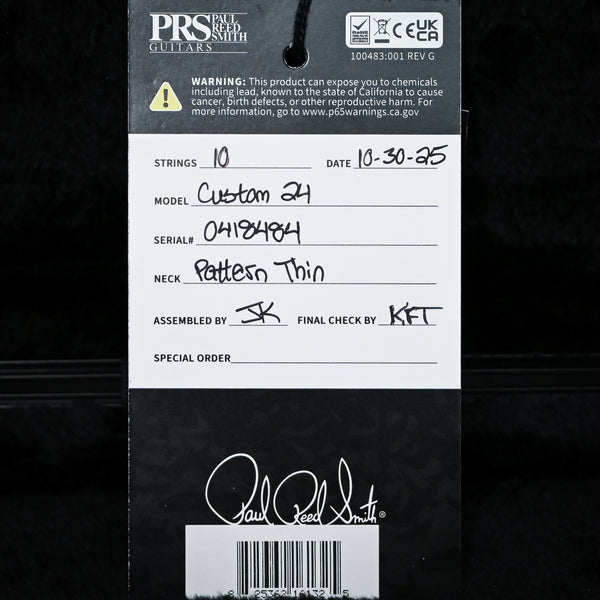 PRS PAUL REED SMITH
GUITARS
RoHS CE UK CA
100483:001 REV G
WARNING: This product can expose you to chemicals
including lead, known to the state of California to cause
cancer, birth defects, or other reproductive harm. For
more information, go to www.p65warnings.ca.gov
STRINGS 10 DATE 10-30-25
MODEL Custom 24
SERIAL# 0418484
NECK Pattern Thin
ASSEMBLED BY JK FINAL CHECK BY KFT
SPECIAL ORDER
Paul Reed Smith®